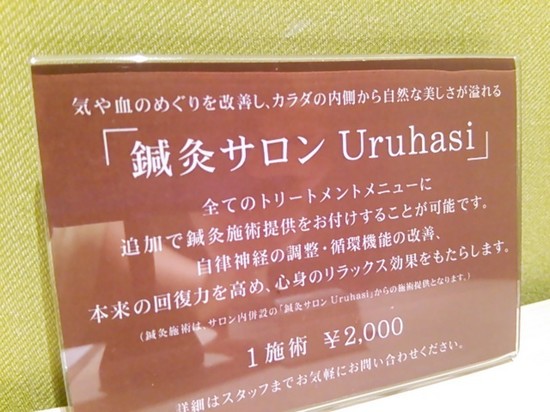 気や血のめぐりを改善し、カラダの内側から自然な美しさが溢れる
「鍼灸サロン Uruhasi」
全てのトリートメントメニューに
追加で鍼灸施術提供をお付けすることが可能です。
自律神経の調整・循環機能の改善、
本来の回復力を高め、心身のリラックス効果をもたらします。
（鍼灸施術は、サロン内併設の「鍼灸サロン Uruhasi」からの施術提供となります。）
1施術 ￥2,000
詳細はスタッフまでお気軽にお問い合わせください。